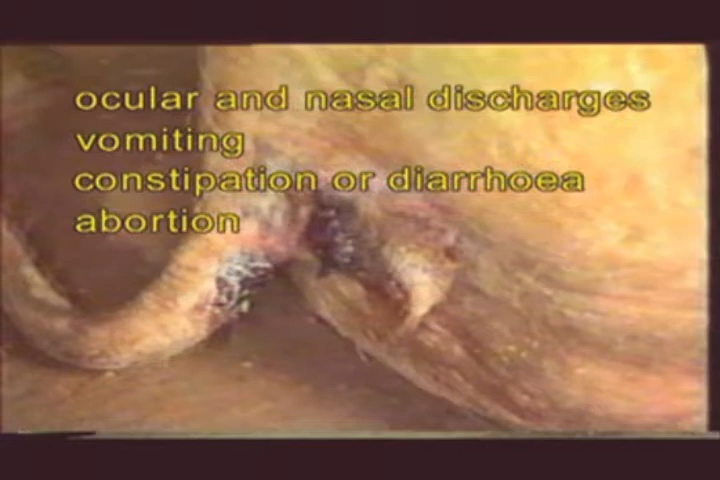 ocular and nasal discharges
vomiting
constipation or diarrhoea
abortion